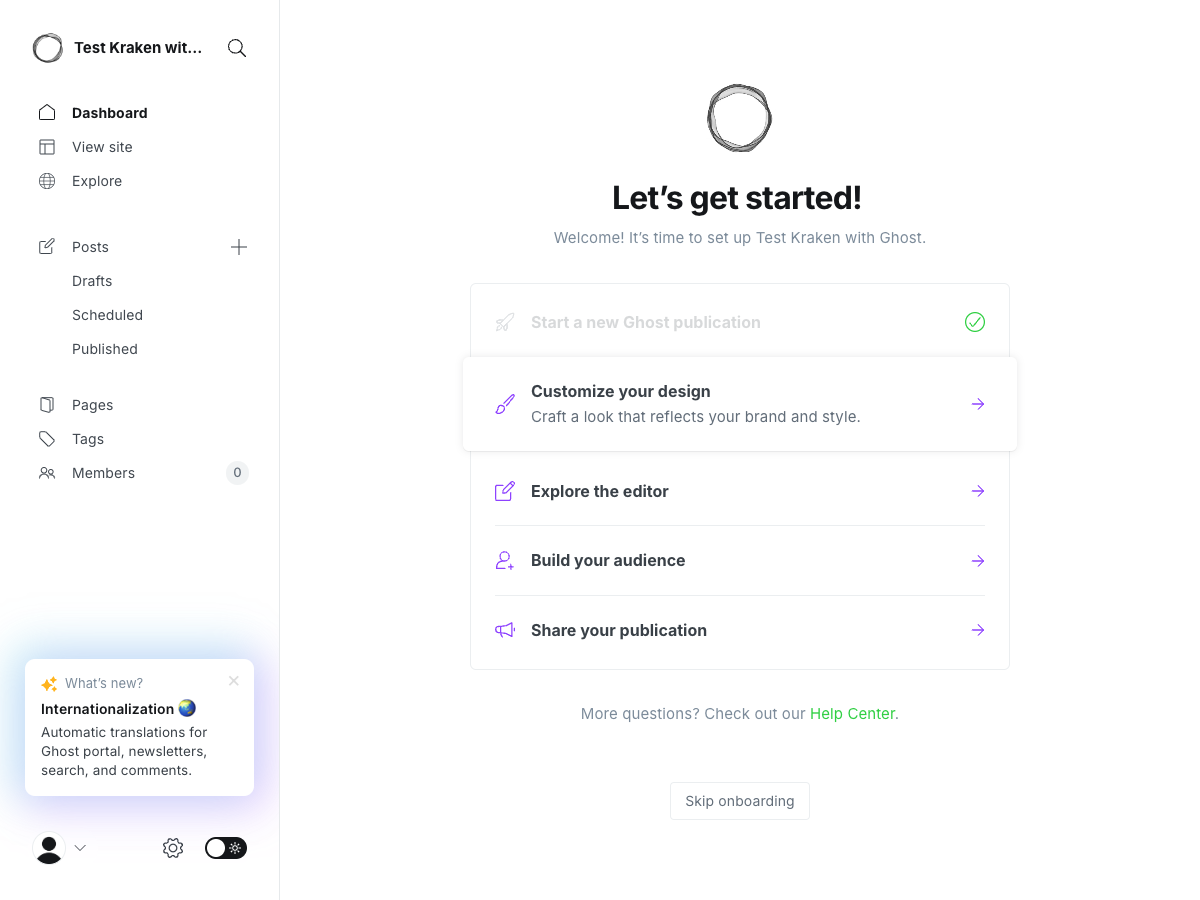 Test Kraken wit...
Dashboard
View site
Explore
Posts
Drafts
Scheduled
Published
Pages
Tags
Members
0
What's new?
Internationalization 🌏
Automatic translations for
Ghost portal, newsletters,
search, and comments.
Let's get started!
Welcome! It's time to set up Test Kraken with Ghost.
Start a new Ghost publication
Customize your design
Craft a look that reflects your brand and style.
Explore the editor
Build your audience
Share your publication
More questions? Check out our Help Center.
Skip onboarding